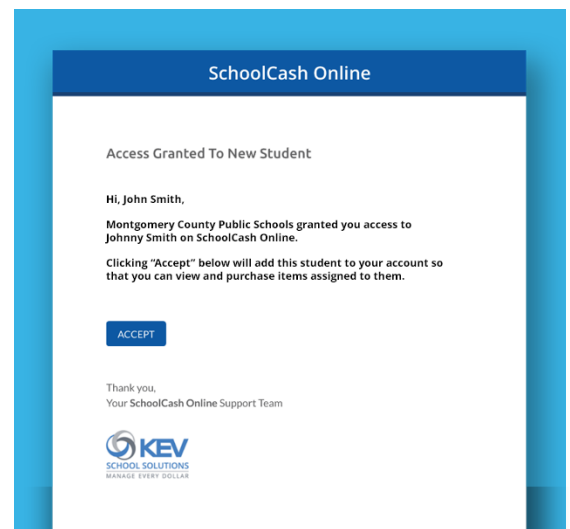 SchoolCash Online
Access Granted To New Student
Hi, John Smith,
Montgomery County Public Schools granted you access to
Johnny Smith on SchoolCash Online.
Clicking “Accept” below will add this student to your account so
that you can view and purchase items assigned to them.
ACCEPT
Thank you,
Your SchoolCash Online Support Team
KEV
SCHOOL SOLUTIONS
MANAGE EVERY DOLLAR